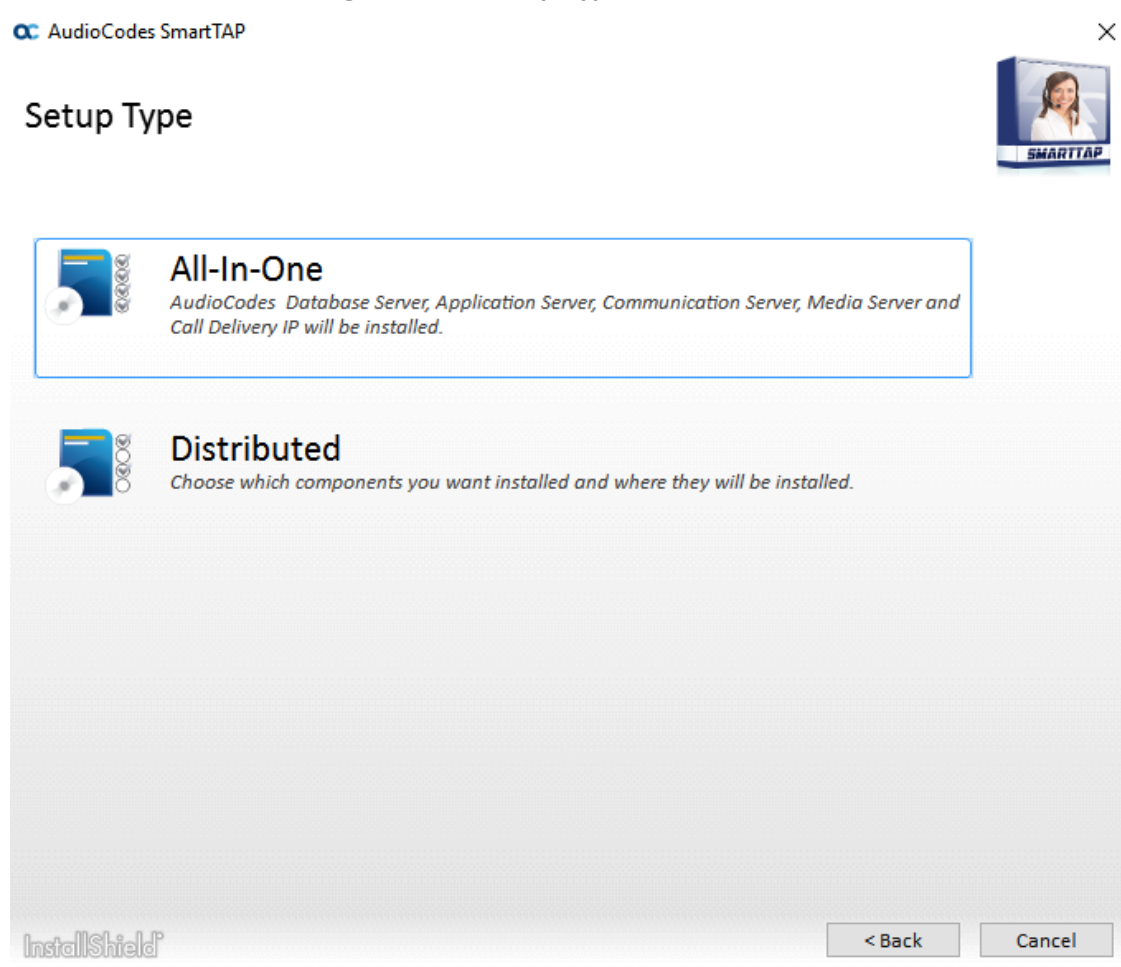 AudioCodes SmartTAP
Setup Type
SMARTTAP
All-In-One
AudioCodes  Database Server, Application Server, Communication Server, Media Server and
Call Delivery IP will be installed.
Distributed
Choose which components you want installed and where they will be installed.
InstallShield
< Back
Cancel